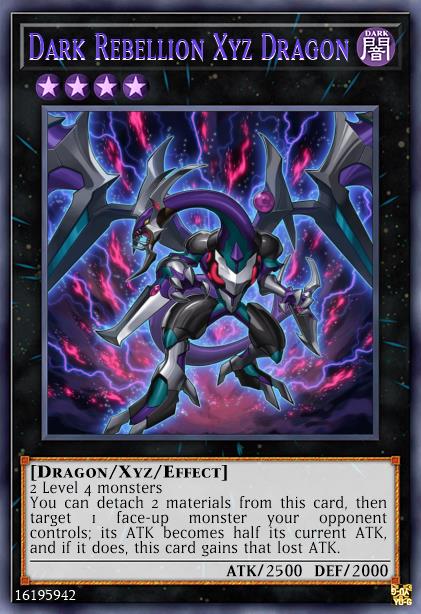 Dark Rebellion Xyz Dragon
DARK
闇
[Dragon/Xyz/Effect]
2 Level 4 monsters
You can detach 2 materials from this card, then
target 1 face-up monster your opponent
controls; its ATK becomes half its current ATK,
and if it does, this card gains that lost ATK.
ATK/2500 DEF/2000
16195942